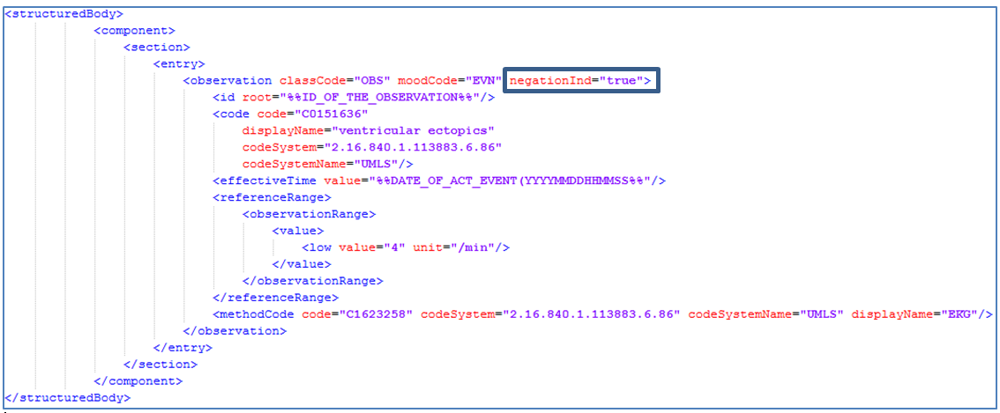 <structuredBody>
<component>
<section>
<entry>
<observation classCode="OBS" moodCode="EVN" negationInd="true">
<id root="%%ID_OF_THE_OBSERVATION%%"/>
<code code="C0151636"
displayName="ventricular ectopics"
codeSystem="2.16.840.1.113883.6.86"
codeSystemName="UMLS"/>
<effectiveTime value="%%DATE_OF_ACT_EVENT(YYYYMMDDHHMMSS%%"/>
<referenceRange>
<observationRange>
<value>
<low value="4" unit="/min"/>
</value>
</observationRange>
</referenceRange>
<methodCode code="C1623258" codeSystem="2.16.840.1.113883.6.86" codeSystemName="UMLS" displayName="EKG"/>
</observation>
</entry>
</section>
</component>
</structuredBody>